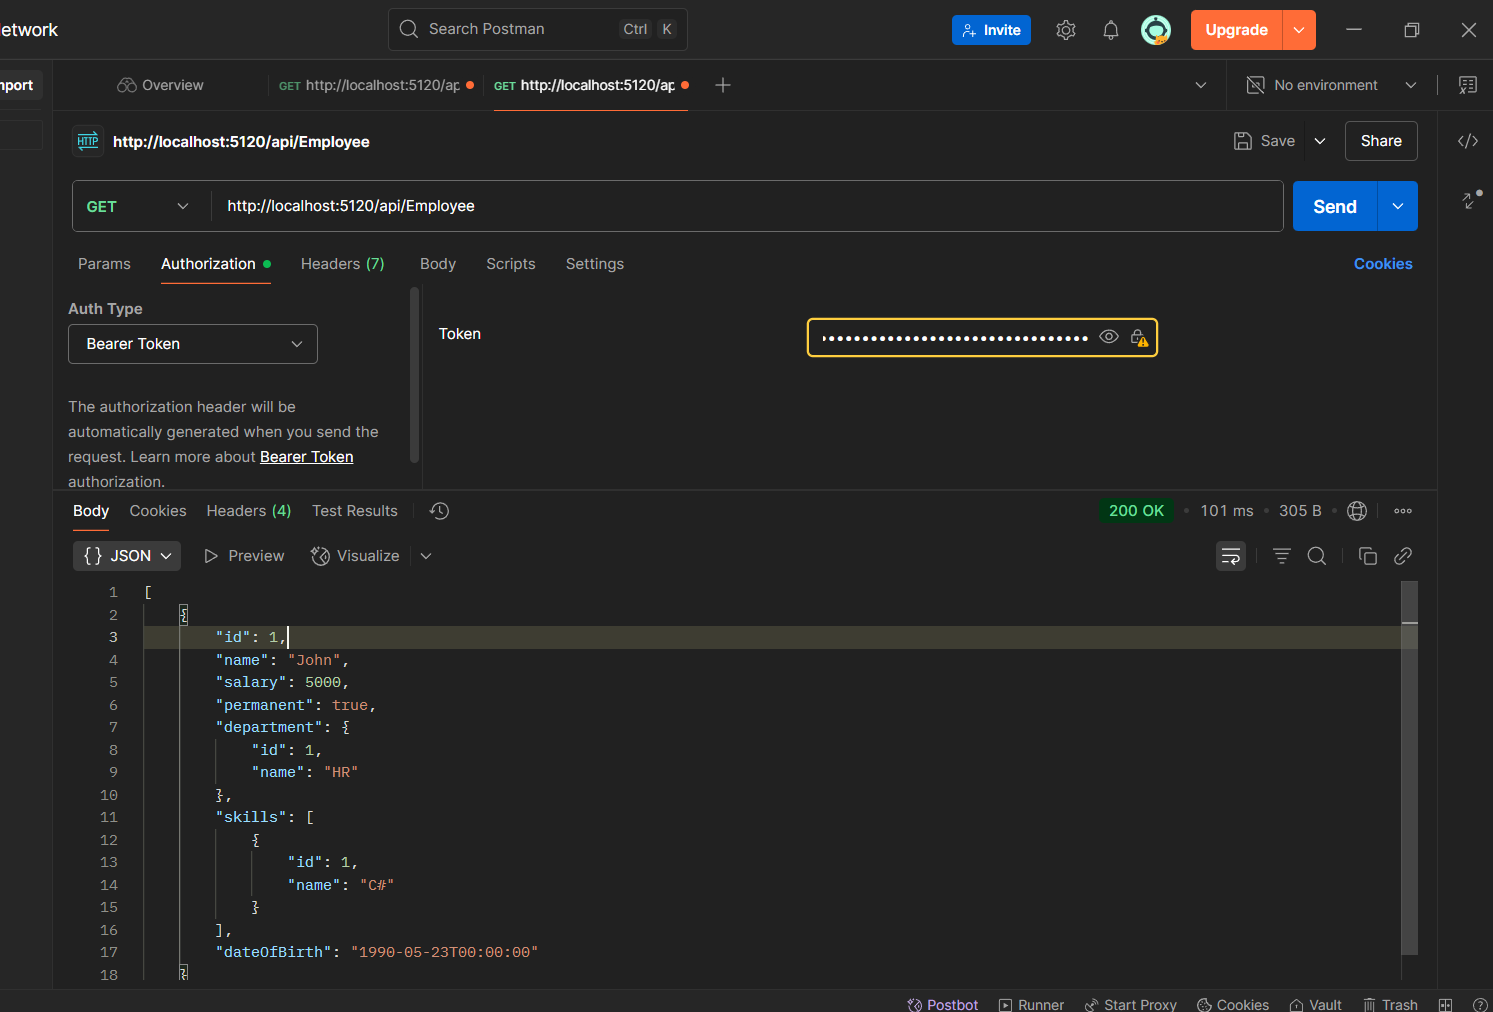 etwork
Search Postman Ctrl K
Invite
Upgrade
mport
Overview
GET http://localhost:5120/ap
GET http://localhost:5120/ap
No environment
HTTP http://localhost:5120/api/Employee
Save
Share
GET http://localhost:5120/api/Employee
Send
Params Authorization Headers (7) Body Scripts Settings
Cookies
Auth Type
Bearer Token
Token
The authorization header will be
automatically generated when you send the
request. Learn more about Bearer Token
authorization.
Body Cookies Headers (4) Test Results
200 OK • 101 ms • 305 B
{ } JSON Preview Visualize
1 [
2 {
3 "id": 1,
4 "name": "John",
5 "salary": 5000,
6 "permanent": true,
7 "department": {
8 "id": 1,
9 "name": "HR"
10 },
11 "skills": [
12 {
13 "id": 1,
14 "name": "C#"
15 }
16 ],
17 "dateOfBirth": "1990-05-23T00:00:00"
18 }
Postbot Runner Start Proxy Cookies Vault Trash